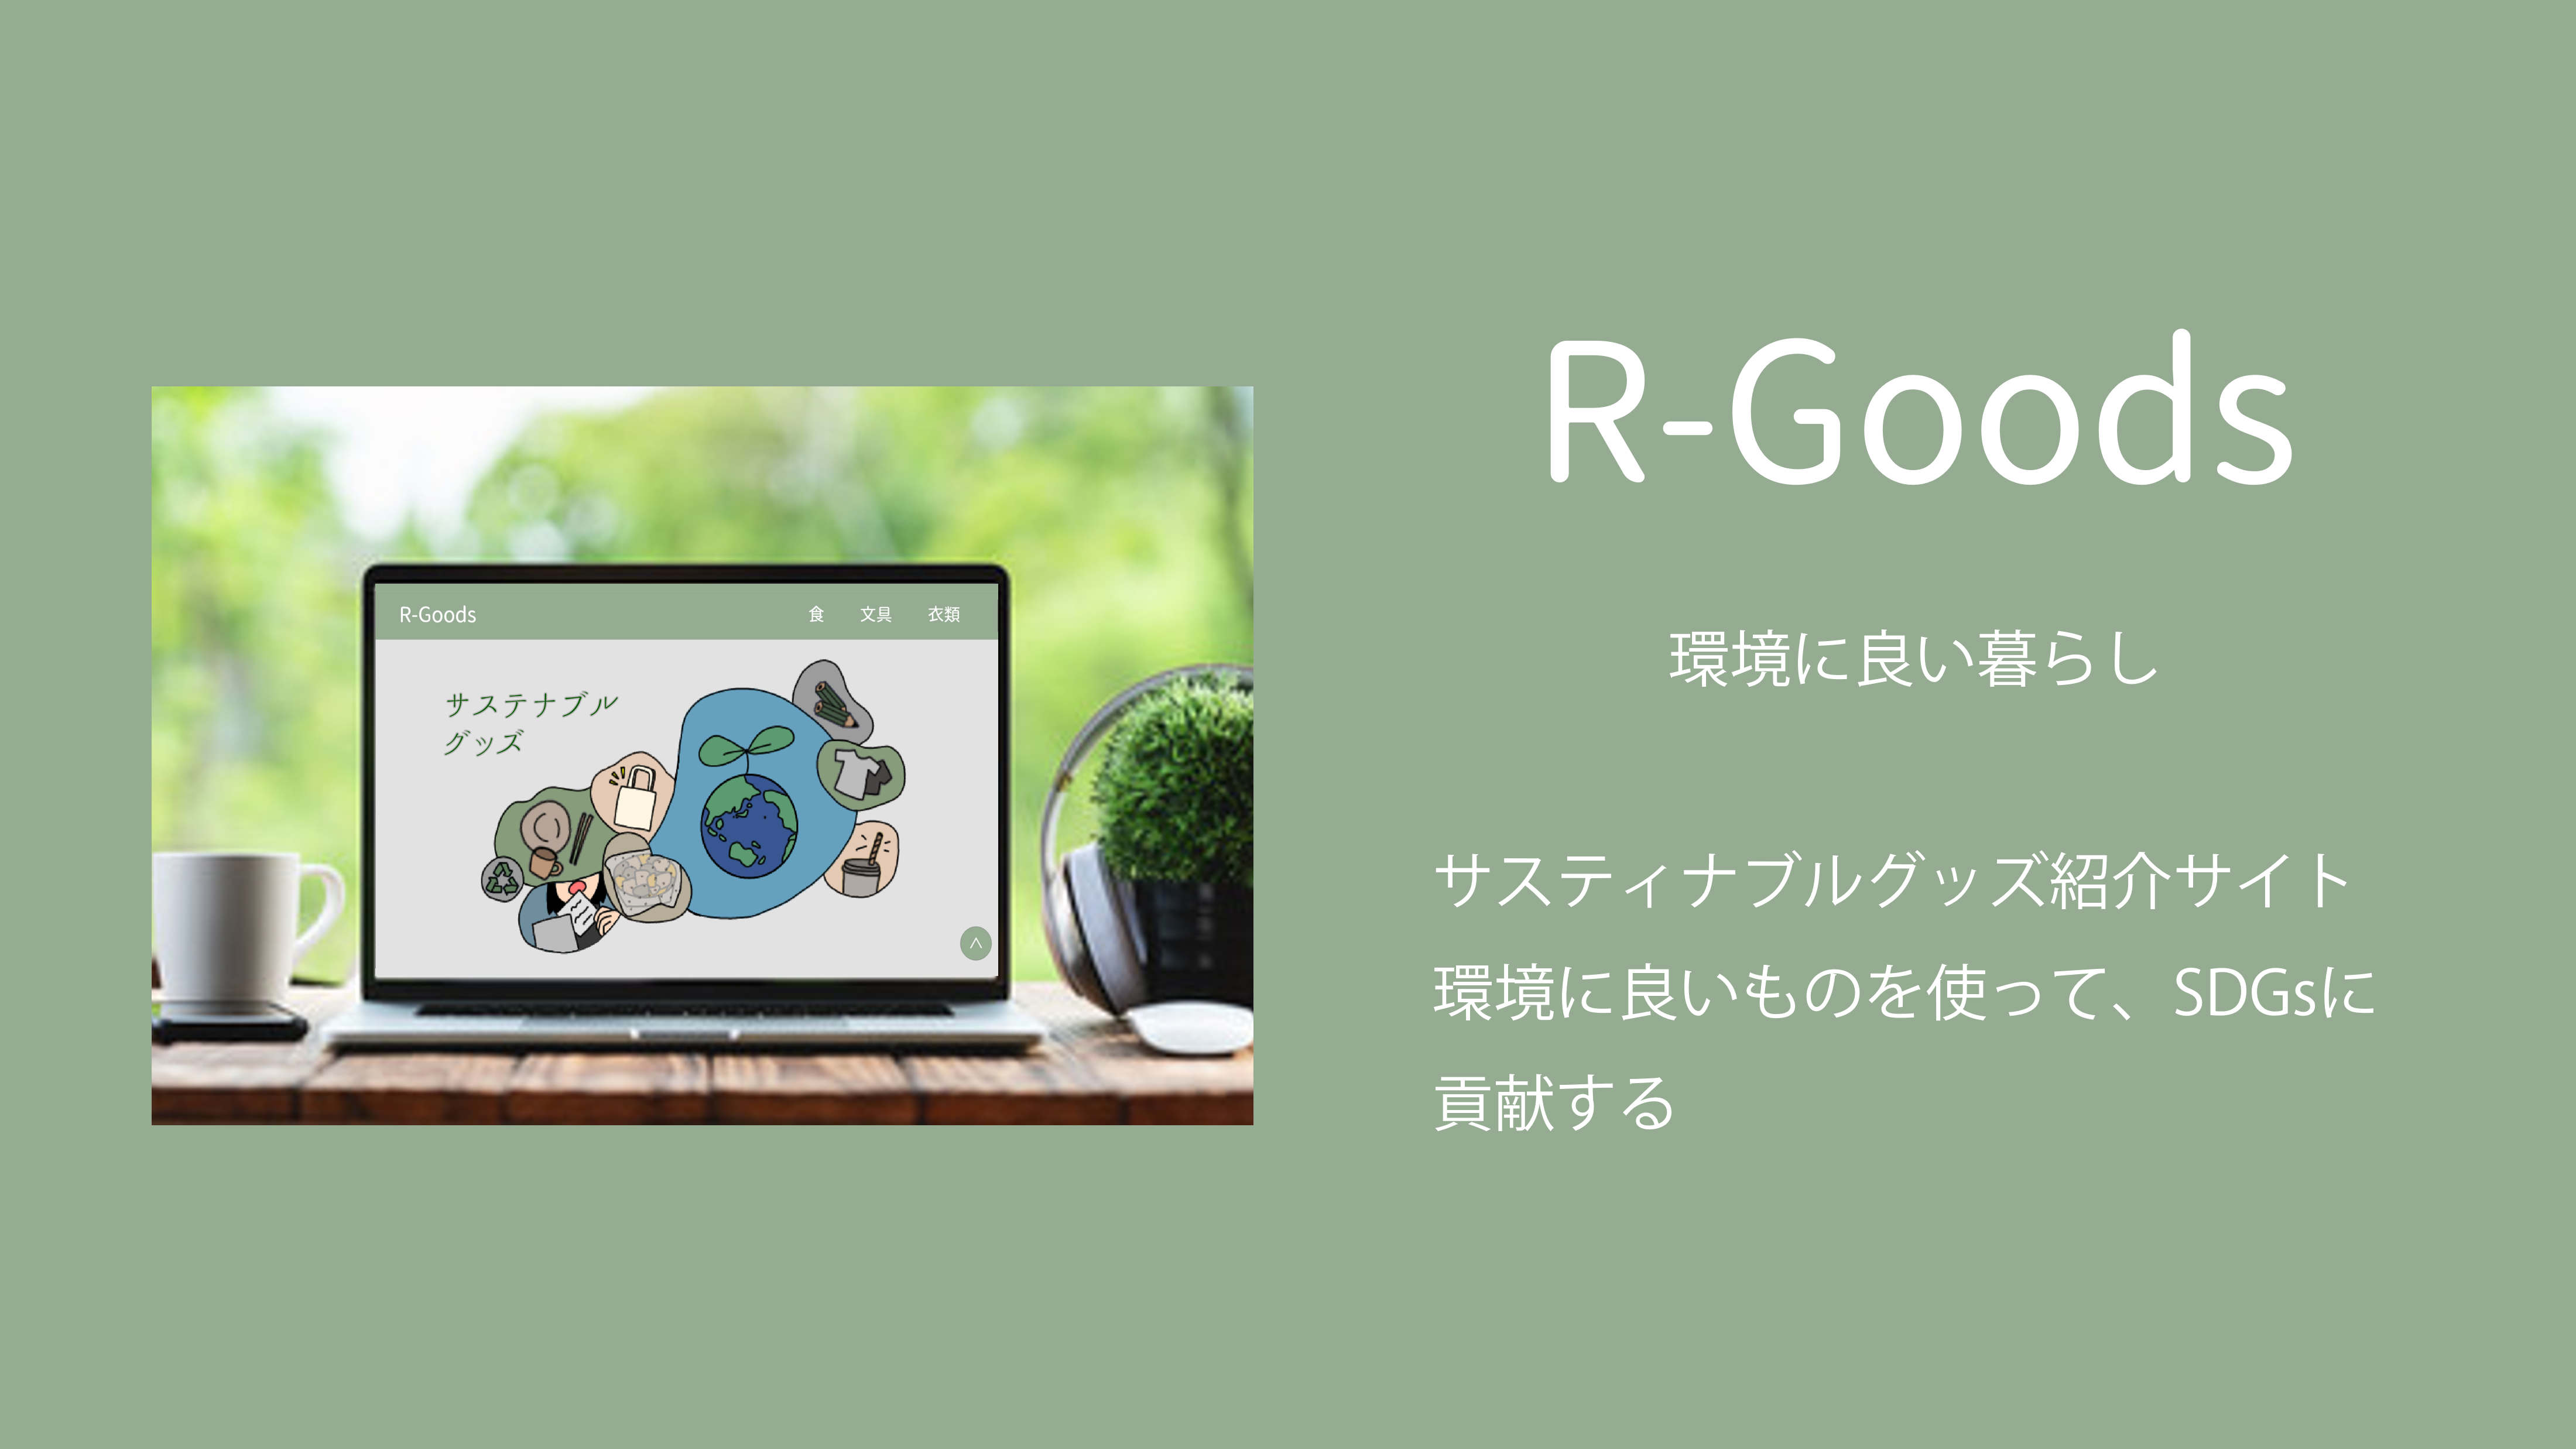 R-Goods
食 文具 衣類
サステナブル
グッズ
R-Goods
環境に良い暮らし
サスティナブルグッズ紹介サイト
環境に良いものを使って、SDGsに
貢献する